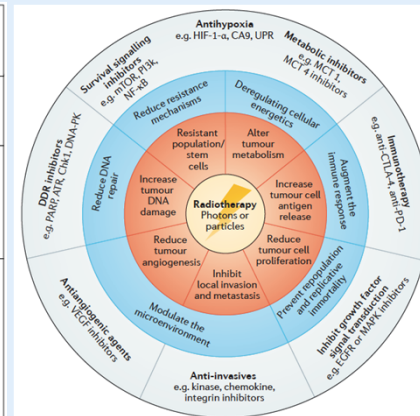 Antihypoxia
e.g. HIF-1-α, CA9, UPR
Metabolic inhibitors
e.g. MCT 1,
MCT 4 inhibitors
Immunotherapy
e.g. anti-CTLA-4, anti-PD-1
Inhibit growth factor
signal transduction
e.g. EGFR or MAPK inhibitors
Anti-invasives
e.g. kinase, chemokine,
integrin inhibitors
Antiangiogenic agents
e.g. VEGF inhibitors
DDR inhibitors
e.g. PARP, ATR, Chk1, DNA-PK
Survival signalling
inhibitors
e.g. mTOR, PI3k,
NF-κB
Deregulating cellular
energetics
Augment the
immune response
Prevent repopulation
and replicative
immortality
Modulate the
microenvironment
Reduce DNA
repair
Reduce resistance
mechanisms
Alter
tumour
metabolism
Increase
tumour cell
antigen
release
Reduce
tumour cell
proliferation
Inhibit
local invasion
and metastasis
Reduce
tumour
angiogenesis
Increase
tumour
DNA
damage
Resistant
population/
stem
cells
Radiotherapy
Photons or
particles